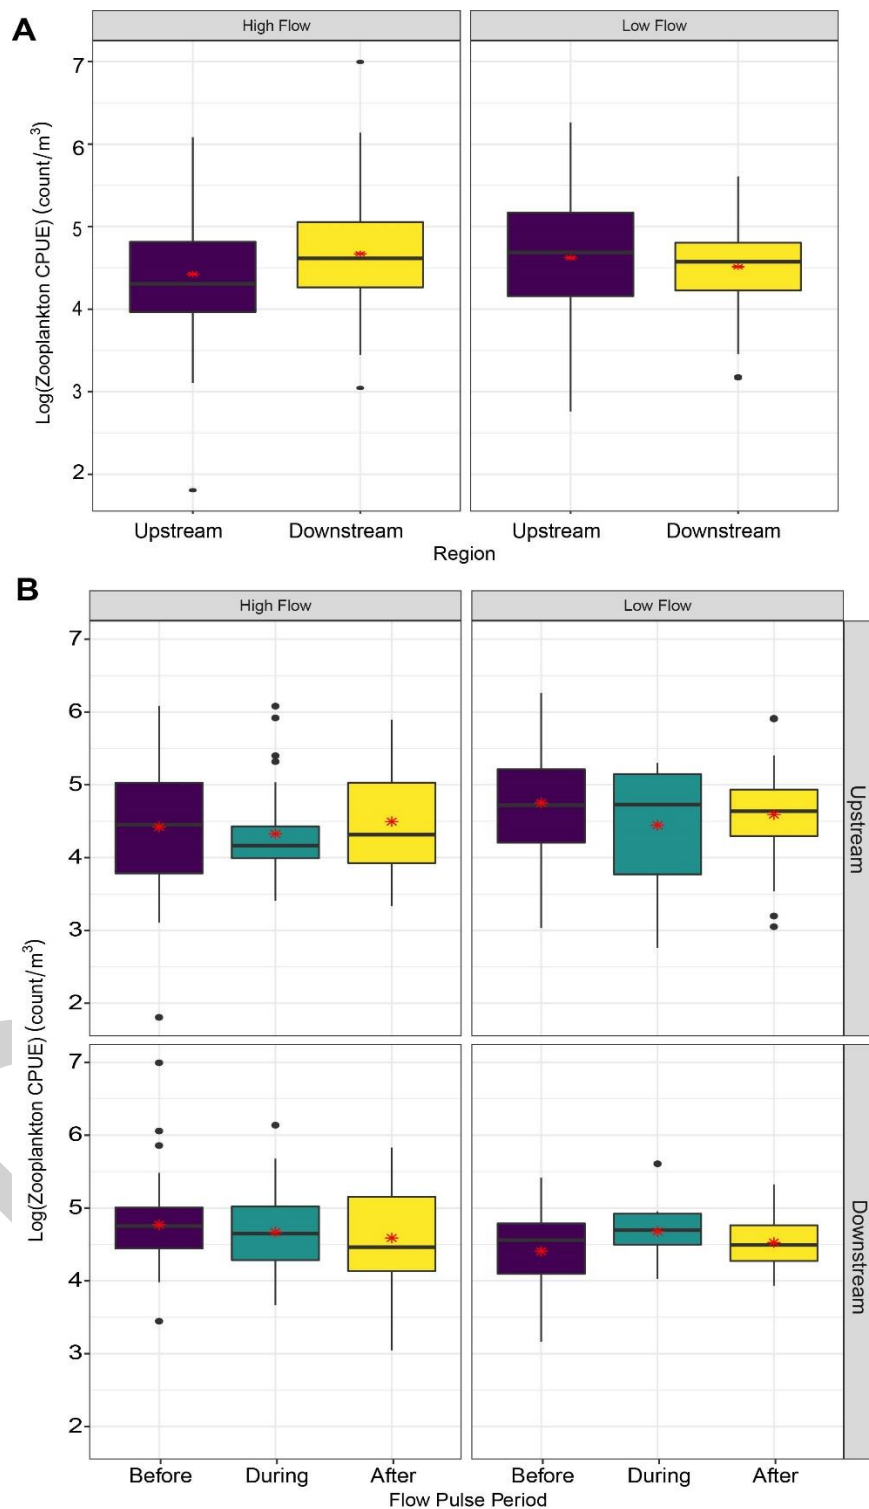 A
High Flow
Low Flow
Log(Zooplankton CPUE) (count/m³)
7
6
5
4
3
2
Upstream
Downstream
Upstream
Downstream
Region
B
High Flow
Low Flow
Log(Zooplankton CPUE) (count/m³)
7
6
5
4
3
2
Upstream
7
6
5
4
3
2
Downstream
Before
During
After
Before
During
After
Flow Pulse Period